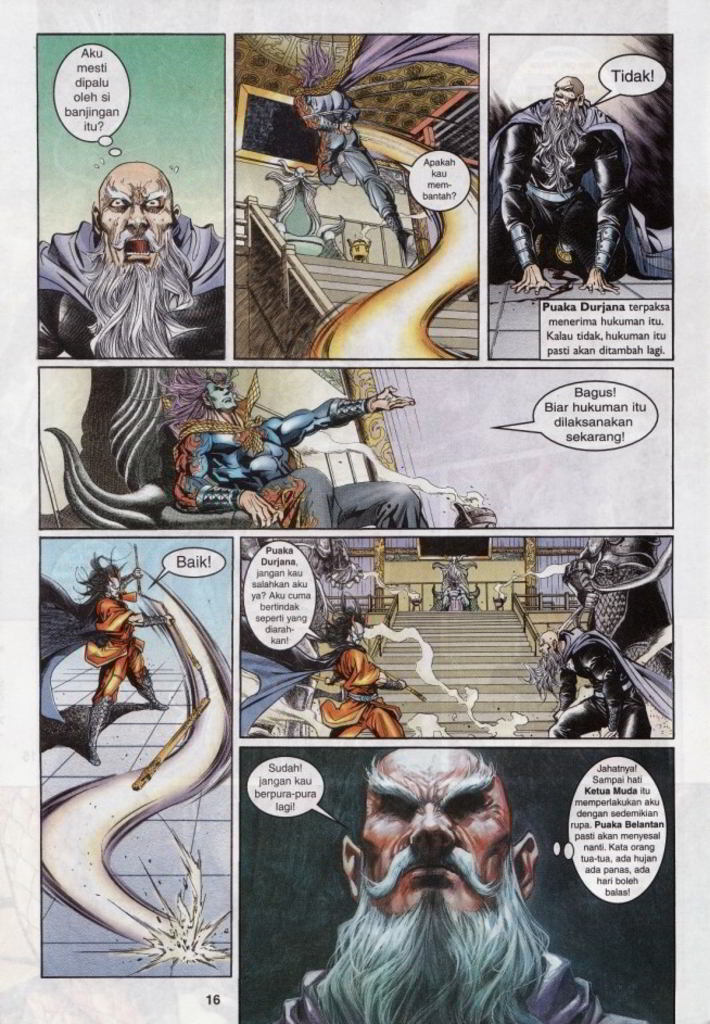 Aku
mesti
dipalu
oleh si
banjingan
itu?
Apakah
kau
mem-
bantah?
Tidak!
Puaka Durjana terpaksa
menerima hukuman itu.
Kalau tidak, hukuman itu
pasti akan ditambah lagi.
Bagus!
Biar hukuman itu
dilaksanakan
sekarang!
Baik!
Puaka
Durjana,
jangan kau
salahkan aku
ya? Aku cuma
bertindak
seperti yang
diarah-
kan!
Sudah!
jangan kau
berpura-pura
lagi!
Jahatnya!
Sampai hati
Ketua Muda itu
memperlakukan aku
dengan sedemikian
rupa. Puaka Belantan
pasti akan menyesal
nanti. Kata orang
tua-tua, ada hujan
ada panas, ada
hari boleh
balas!
16